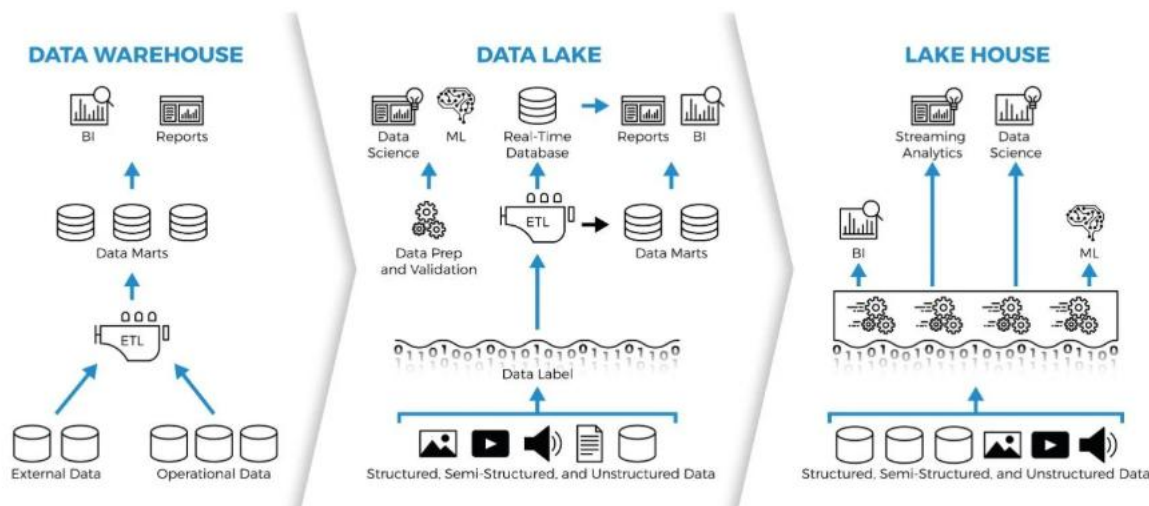 DATA WAREHOUSE
BI
Reports
Data Marts
ETL
External Data
Operational Data
DATA LAKE
Data
Science
ML
Real-Time
Database
Reports
BI
Data Prep
and Validation
ETL
Data Marts
Data Label
Structured, Semi-Structured, and Unstructured Data
LAKE HOUSE
Streaming
Analytics
Data
Science
BI
ML
Structured, Semi-Structured, and Unstructured Data